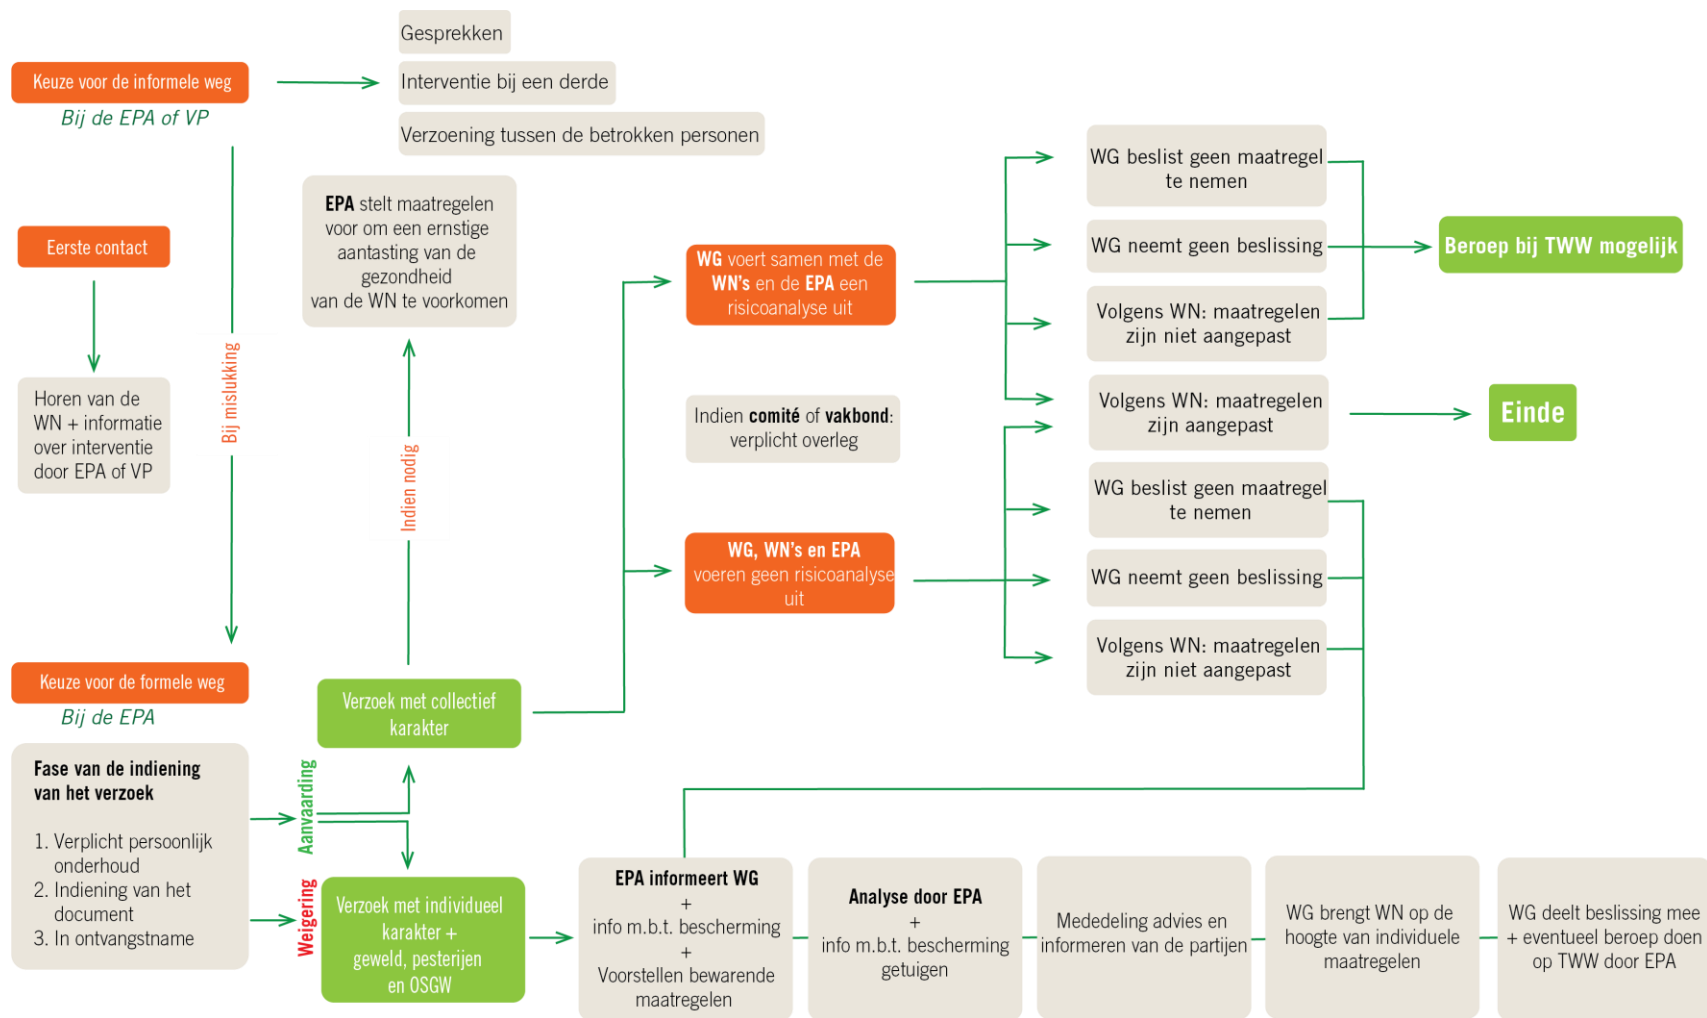 Keuze voor de informele weg
Bij de EPA of VP
Gesprekken
Interventie bij een derde
Verzoening tussen de betrokken personen
Eerste contact
Horen van de
WN + informatie
over interventie
door EPA of VP
Bij mislukking
EPA stelt maatregelen
voor om een ernstige
aantasting van de
gezondheid
van de WN te voorkomen
Indien nodig
Keuze voor de formele weg
Bij de EPA
Fase van de indiening
van het verzoek
1. Verplicht persoonlijk
onderhoud
2. Indiening van het
document
3. In ontvangstname
Aanvaarding
Weigering
Verzoek met collectief
karakter
Verzoek met individueel
karakter +
geweld, pesterijen
en OSGW
WG voert samen met de
WN's en de EPA een
risicoanalyse uit
Indien comité of vakbond:
verplicht overleg
WG, WN's en EPA
voeren geen risicoanalyse
uit
WG beslist geen maatregel
te nemen
WG neemt geen beslissing
Volgens WN: maatregelen
zijn niet aangepast
Volgens WN: maatregelen
zijn aangepast
WG beslist geen maatregel
te nemen
WG neemt geen beslissing
Volgens WN: maatregelen
zijn niet aangepast
Beroep bij TWW mogelijk
Einde
EPA informeert WG
+
info m.b.t. bescherming
+
Voorstellen bewarende
maatregelen
Analyse door EPA
+
info m.b.t. bescherming
getuigen
Mededeling advies en
informeren van de partijen
WG brengt WN op de
hoogte van individuele
maatregelen
WG deelt beslissing mee
+ eventueel beroep doen
op TWW door EPA